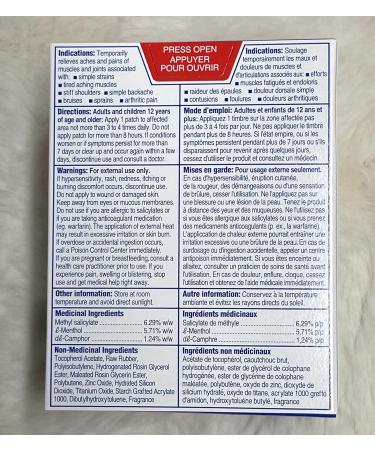 PRESS OPEN
APPUYER
POUR OUVRIR
Indications: Temporarily
relieves aches and pains of
muscles and joints associated
with: ■ simple strains
■ tired aching muscles
■ stiff shoulders ■ simple backache
■ bruises ■ sprains ■ arthritic pain
Directions: Adults and children 12 years
of age and older: Apply 1 patch to affected
area not more than 3 to 4 times daily. Do not
apply patch for more than 8 hours. If condition
worsen or if symptoms persist for more than
7 days or clear up and occur again within a few
days, discontinue use and consult a doctor.
Warnings: For external use only.
If hypersensitivity, rash, redness, itching or
burning discomfort occurs, discontinue use.
Do not apply to wound or damaged skin.
Keep away from eyes or mucous membranes.
Do not use if you are allergic to salicylates or
if you are taking anticoagulant medication
(eg. warfarin). The application of external heat
may result in excessive irritation or skin burn.
If overdose or accidental ingestion occurs,
call a Poison Control Center immediately.
If you are pregnant or breastfeeding, consult a
health care practitioner prior to use. If you
experience pain, swelling or blistering, stop
use and get medical help right away.
Other information: Store at room
temperature and avoid direct sunlight.
Medicinal Ingredients
Methyl salicylate 6.29% w/w
ℓ-Menthol 5.71% w/w
dℓ-Camphor 1.24% w/w
Non-Medicinal Ingredients
Tocopherol Acetate, Raw Rubber,
Polyisobutylene, Hydrogenated Rosin Glycerol
Ester, Maleated Rosin Glycerin Ester,
Polybutene, Zinc Oxide, Hydrated Silicon
Dioxide, Titanium Oxide, Starch Grafted Acrylate
1000, Dibutylhydroxytoluene, Fragrance
Indications: Soulage
temporairement les maux et
douleurs de muscles et
d'articulations associés aux: ■ efforts
■ muscles fatigués et endoloris
■ raideur des épaules ■ douleur dorsale simple
■ contusions ■ foulures ■ douleurs arthritiques
Mode d'emploi: Adultes et enfants de 12 ans et
plus: Appliquez 1 timbre sur la zone affectée pas
plus de 3 à 4 fois par jour. Ne pas appliquer le timbre
pendant plus de 8 heures. Si l'état empire, ou si les
symptômes persistent pendant plus de 7 jours ou s'ils
disparaissent pour revenir après quelques jours,
cessez d'utiliser le produit et consultez un médecin.
Mises en garde: Pour usage externe seulement.
En cas d'hypersensibilité, éruption cutanée,
de la rougeur, des démangeaisons ou d'une sensation
de brûlure, cesser l'utilisation. Ne pas appliquez sur
une blessure ou une lésion de la peau. Tenez le produit
à distance des yeux et des muqueuses. Ne l'utilisez pas
si vous êtes allergique aux salicylates ou si vous prenez
des médicaments anticoagulants (p. ex., la warfarine).
L'application de chaleur externe pourrait entraîner une
irritation excessive ou une brûlure de la peau. En cas de
surdosage ou d'ingestion accidentelle, appeler un centre
antipoison immédiatement. Si vous êtes enceinte ou
allaitez, consulter un praticien de soins de santé avant
l'utilisation. En cas de douleur, enflure, cloque, cessez
l'utilisation et obtenez de l'aide médicale immédiatement.
Autre information: Conservez à la température
ambiante et évitez les rayons directs du soleil.
Ingrédients médicinaux
Salicylate de méthyle 6.29% p/p
ℓ-Menthol 5.71% p/p
dℓ-Camphor 1.24% p/p
Ingrédients non médicinaux
Acétate de tocophérol, caoutchouc brut,
polyisobutylène, ester de glycérol de colophane
hydrogénée, ester de glycérine de colophane
maléatée, polybutène, oxyde de zinc, dioxyde de
silicium hydraté, oxyde de titane, acrylate 1000 greffé
d'amidon, hydroxytoluène butylé, fragrance